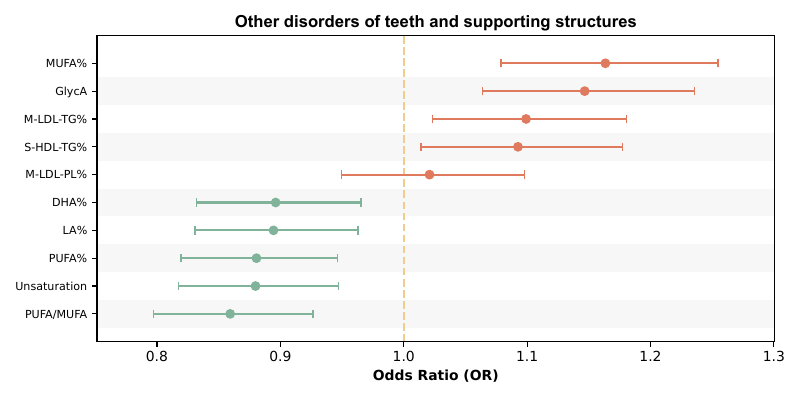 Other disorders of teeth and supporting structures
MUFA%
GlycA
M-LDL-TG%
S-HDL-TG%
M-LDL-PL%
DHA%
LA%
PUFA%
Unsaturation
PUFA/MUFA
0.8 0.9 1.0 1.1 1.2 1.3
Odds Ratio (OR)